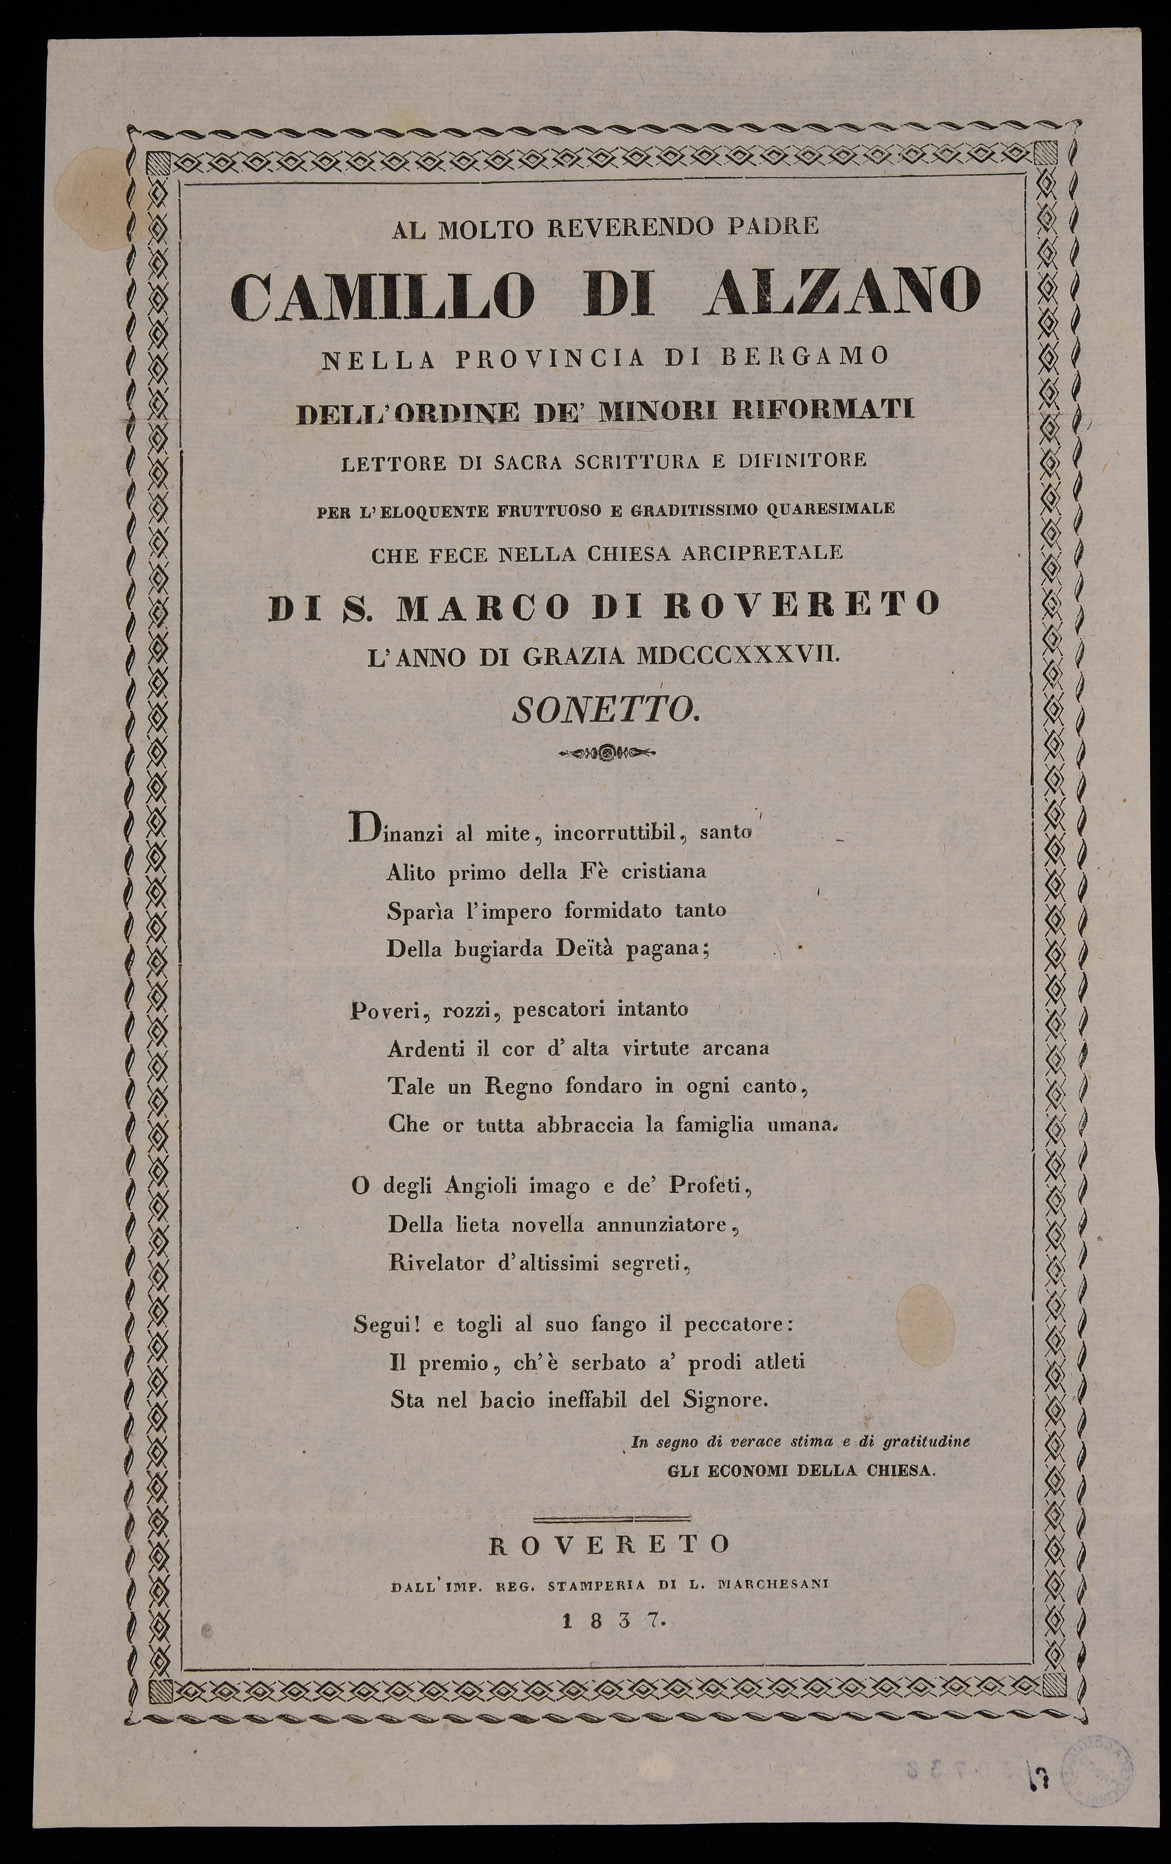 AL MOLTO REVERENDO PADRE
CAMILLO DI ALZANO
NELLA PROVINCIA DI BERGAMO
DELL'ORDINE DE' MINORI RIFORMATI
LETTORE DI SACRA SCRITTURA E DIFINITORE
PER L'ELOQUENTE FRUTTUOSO E GRADITISSIMO QUARESIMALE
CHE FECE NELLA CHIESA ARCIPRETALE
DI S. MARCO DI ROVERETO
L'ANNO DI GRAZIA MDCCCXXXVII.
SONETTO.
Dinanzi al mite, incorruttibil, santo
Alito primo della Fè cristiana
Sparìa l'impero formidato tanto
Della bugiarda Deïtà pagana;
Poveri, rozzi, pescatori intanto
Ardenti il cor d'alta virtute arcana
Tale un Regno fondaro in ogni canto,
Che or tutta abbraccia la famiglia umana.
O degli Angioli imago e de' Profeti,
Della lieta novella annunziatore,
Rivelator d'altissimi segreti,
Segui! e togli al suo fango il peccatore:
Il premio, ch'è serbato a' prodi atleti
Sta nel bacio ineffabil del Signore.
In segno di verace stima e di gratitudine
GLI ECONOMI DELLA CHIESA.
ROVERETO
DALL'IMP. REG. STAMPERIA DI L. MARCHESANI
1837.